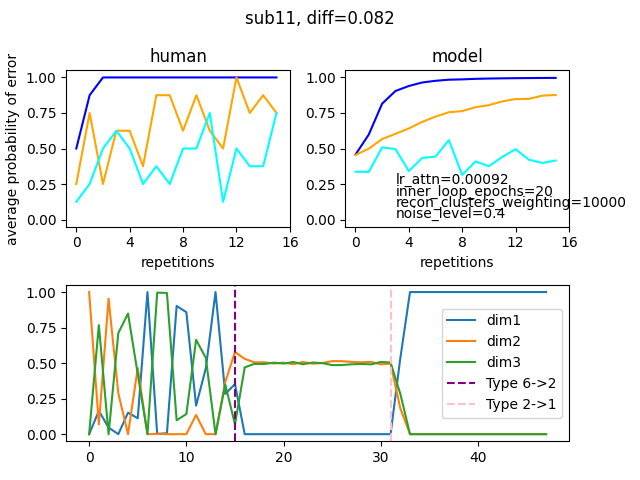 sub11, diff=0.082
human
model
average probability of error
1.00
0.75
0.50
0.25
0.00
0
4
8
12
16
repetitions
1.00
0.75
0.50
0.25
0.00
lr_attn=0.00092
inner_loop_epochs=20
recon_clusters_weighting=10000
noise_level=0.4
0
4
8
12
16
repetitions
1.00
0.75
0.50
0.25
0.00
dim1
dim2
dim3
Type 6->2
Type 2->1
0
10
20
30
40